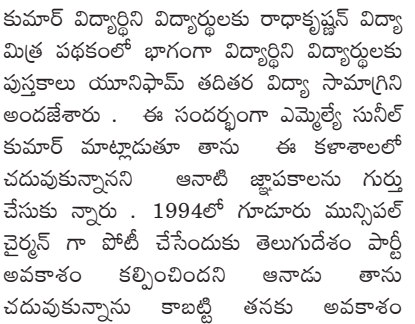 కుమార్ విద్యార్థిని విద్యార్థులకు రాధాకృష్ణన్ విద్యా
మిత్ర పథకంలో భాగంగా విద్యార్థిని విద్యార్థులకు
పుస్తకాలు యూనిఫామ్ తదితర విద్యా సామాగ్రిని
అందజేశారు . ఈ సందర్భంగా ఎమ్మెల్యే సునీల్
కుమార్ మాట్లాడుతూ తాను ఈ కళాశాలలో
చదువుకున్నానని ఆనాటి జ్ఞాపకాలను గుర్తు
చేసుకు న్నారు . 1994లో గూడూరు మున్సిపల్
చైర్మన్ గా పోటీ చేసేందుకు తెలుగుదేశం పార్టీ
అవకాశం కల్పించిందని ఆనాడు తాను
చదువుకున్నాను కాబట్టి తనకు అవకాశం